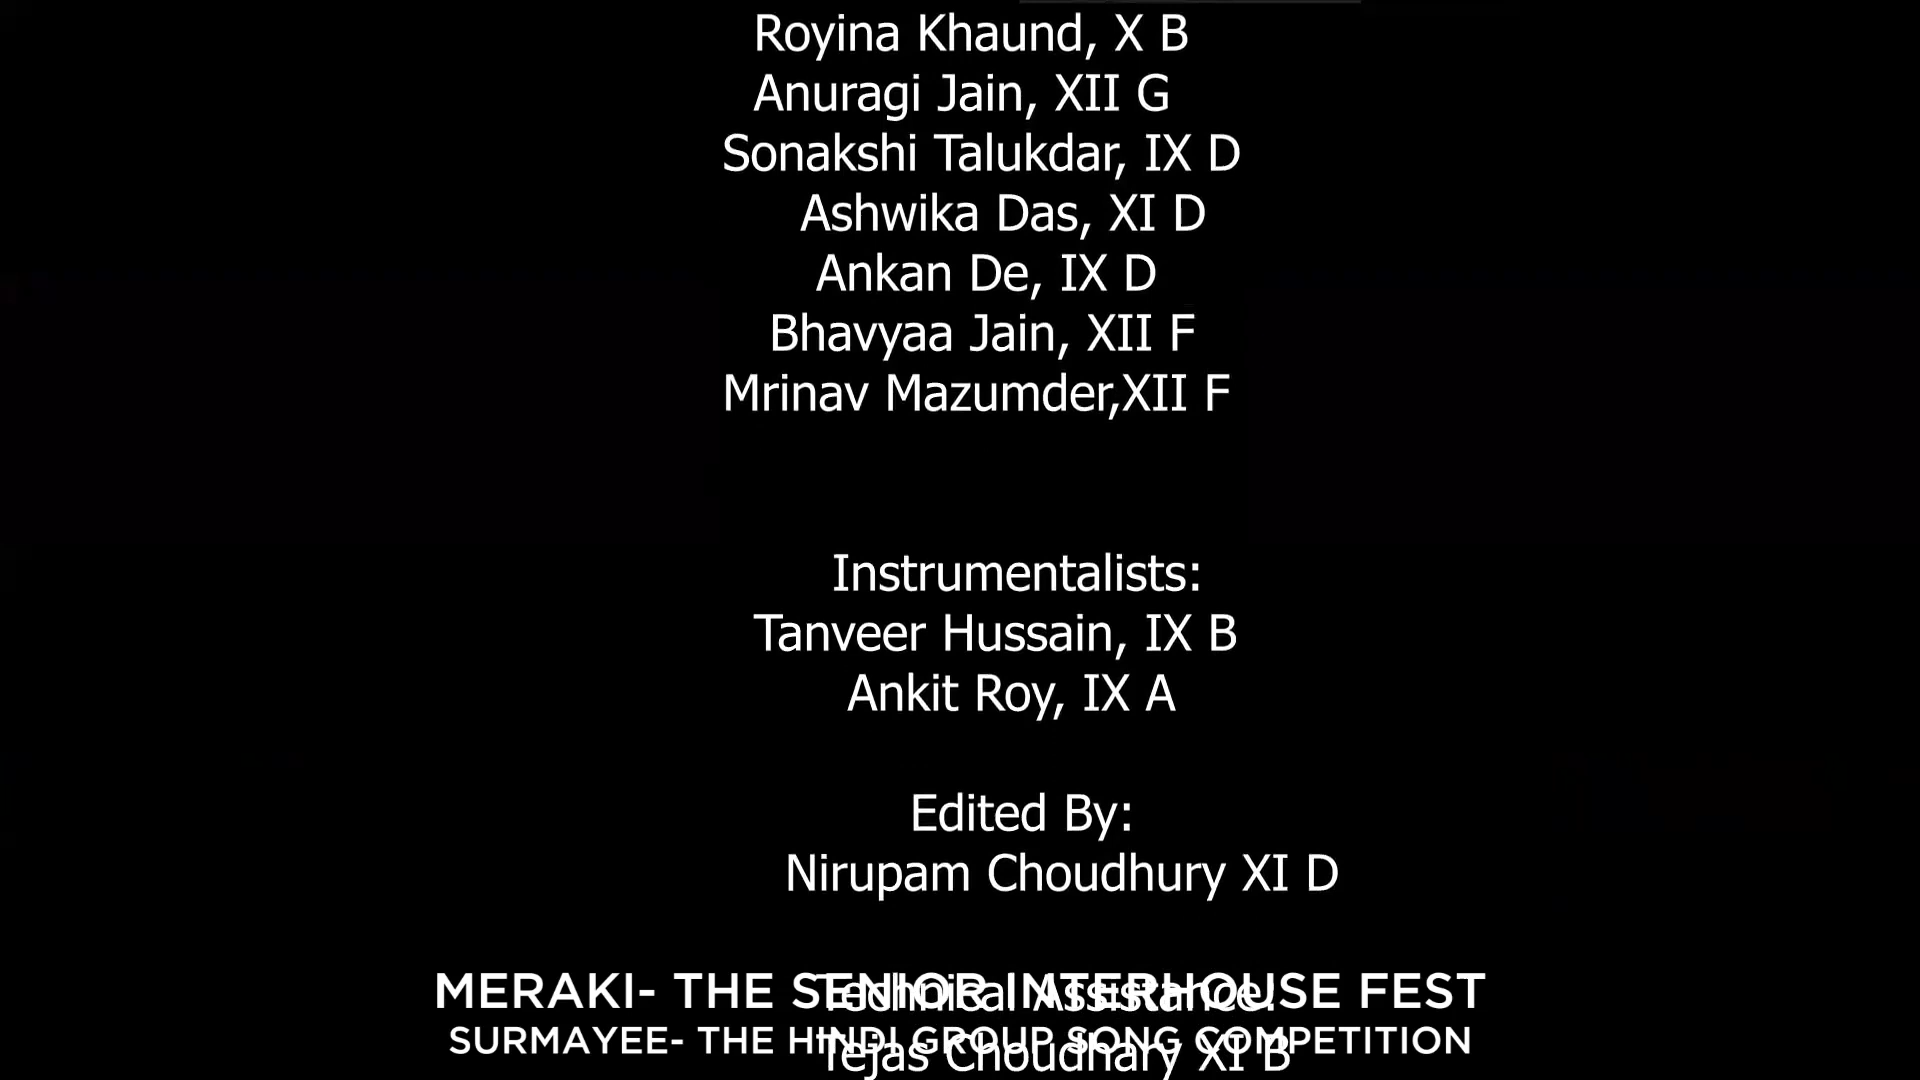 Royina Khaund, X B
Anuragi Jain, XII G
Sonakshi Talukdar, IX D
Ashwika Das, XI D
Ankan De, IX D
Bhavyaa Jain, XII F
Mrinav Mazumder,XII F
Instrumentalists:
Tanveer Hussain, IX B
Ankit Roy, IX A
Edited By:
Nirupam Choudhury XI D
MERAKI- THE SENIOR INTERHOUSE FEST
Technical Assistance:
SURMAYEE- THE HINDI GROUP SONG COMPETITION
Tejas Choudhary XI B